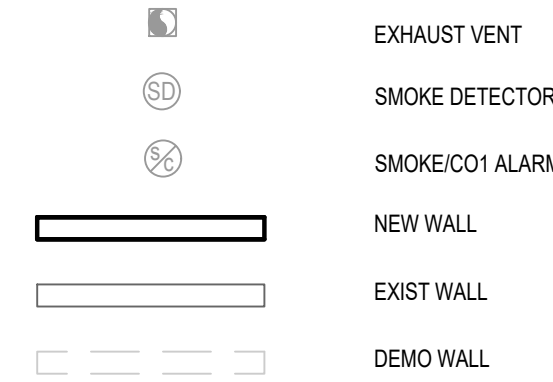 EXHAUST VENT
SD SMOKE DETECTOR
S/C SMOKE/CO1 ALARM
NEW WALL
EXIST WALL
DEMO WALL